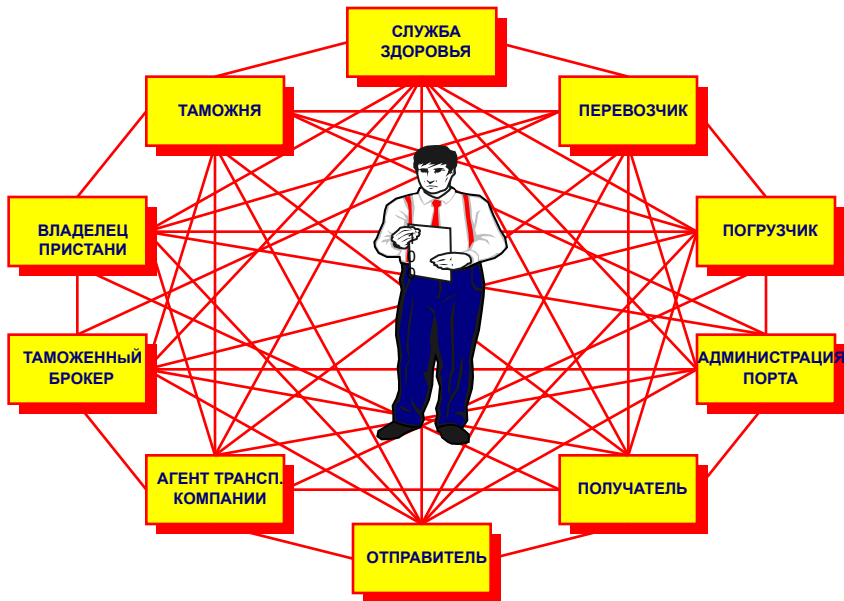 СЛУЖБА
ЗДОРОВЬЯ
ТАМОЖНЯ
ПЕРЕВОЗЧИК
ВЛАДЕЛЕЦ
ПРИСТАНИ
ПОГРУЗЧИК
ТАМОЖЕННыЙ
БРОКЕР
АДМИНИСТРАЦИЯ
ПОРТА
АГЕНТ ТРАНСП.
КОМПАНИИ
ПОЛУЧАТЕЛЬ
ОТПРАВИТЕЛЬ